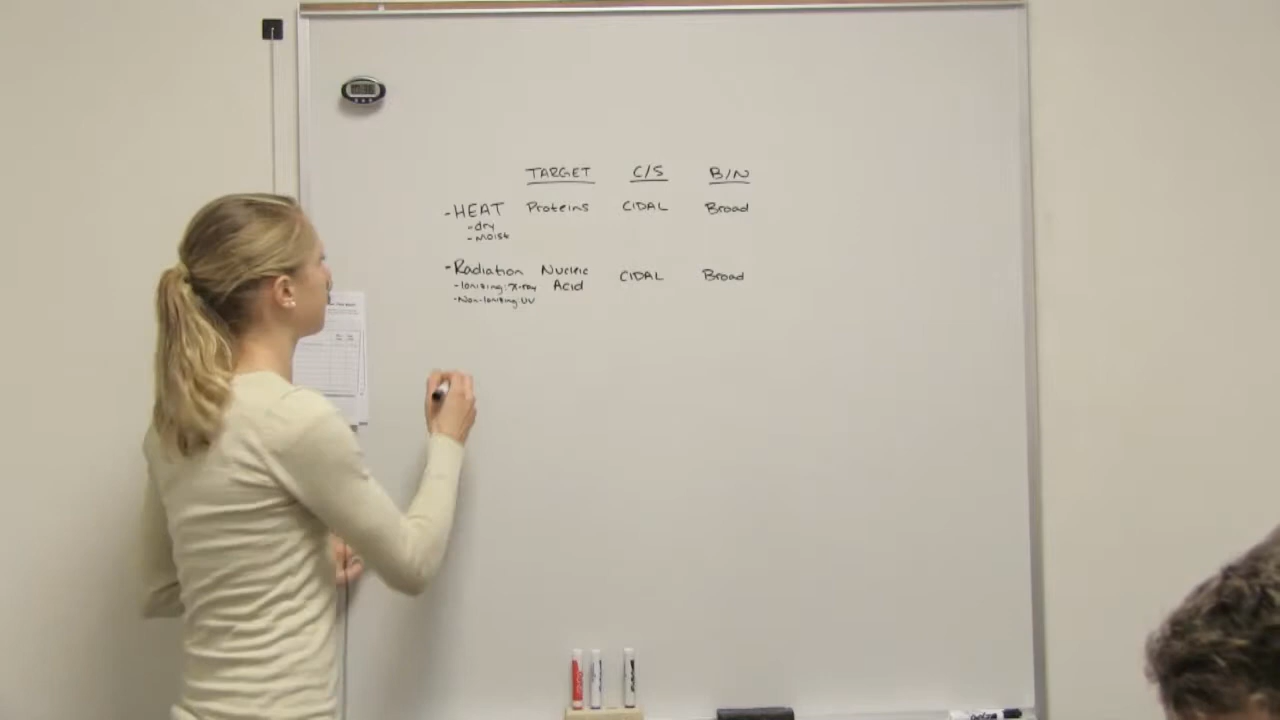 TARGET C/S B/N
-HEAT Proteins CIDAL Broad
-dry
-moist
-Radiation Nucleic CIDAL Broad
-Ionizing: X-ray Acid
-Non-Ionizing UV